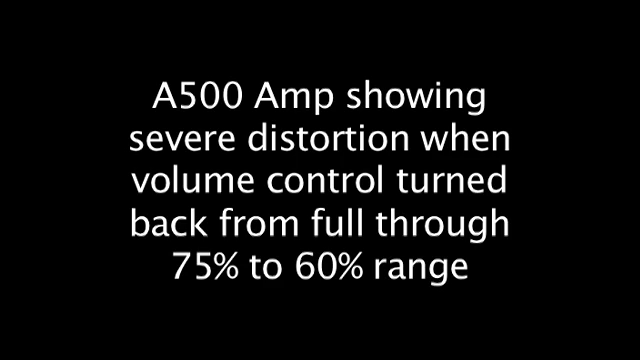 A500 Amp showing
severe distortion when
volume control turned
back from full through
75% to 60% range